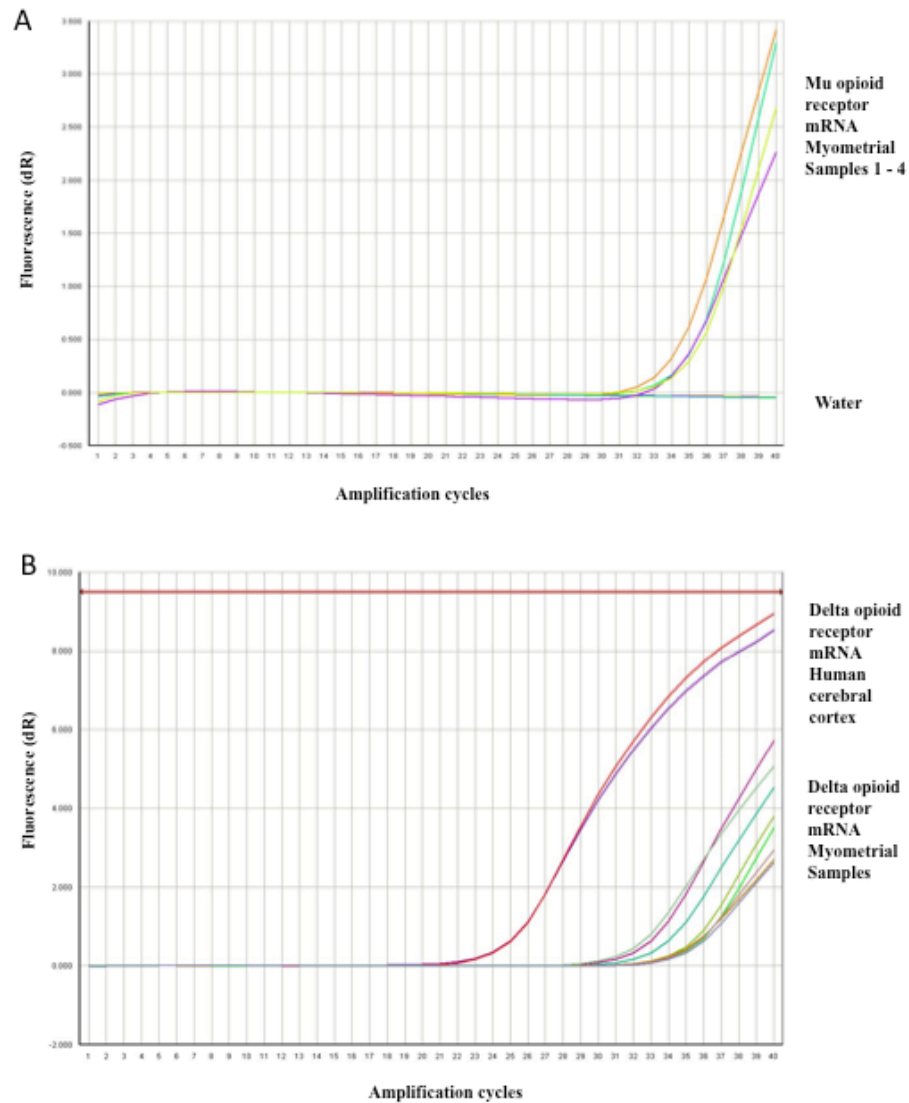 A
3.500
3.000
2.500
2.000
1.500
1.000
0.500
0.000
-0.500
Fluorescence (dR)
1 2 3 4 5 6 7 8 9 10 11 12 13 14 15 16 17 18 19 20 21 22 23 24 25 26 27 28 29 30 31 32 33 34 35 36 37 38 39 40
Amplification cycles
Mu opioid
receptor
mRNA
Myometrial
Samples 1 - 4
Water
B
10.000
8.000
6.000
4.000
2.000
0.000
-2.000
Fluorescence (dR)
1 2 3 4 5 6 7 8 9 10 11 12 13 14 15 16 17 18 19 20 21 22 23 24 25 26 27 28 29 30 31 32 33 34 35 36 37 38 39 40
Amplification cycles
Delta opioid
receptor
mRNA
Human
cerebral
cortex
Delta opioid
receptor
mRNA
Myometrial
Samples